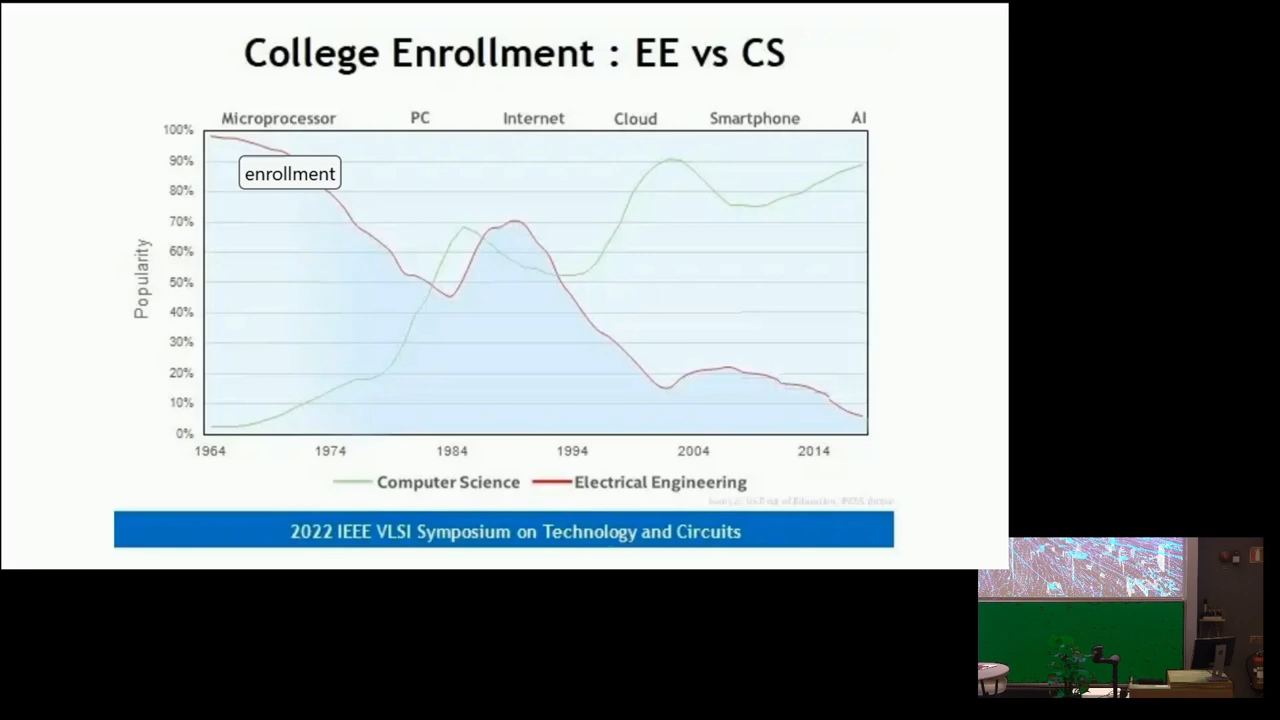 College Enrollment : EE vs CS
Microprocessor PC Internet Cloud Smartphone AI
100%
enrollment
90%
80%
70%
60%
50%
40%
30%
20%
10%
0%
Popularity
1964 1974 1984 1994 2004 2014
Computer Science Electrical Engineering
2022 IEEE VLSI Symposium on Technology and Circuits